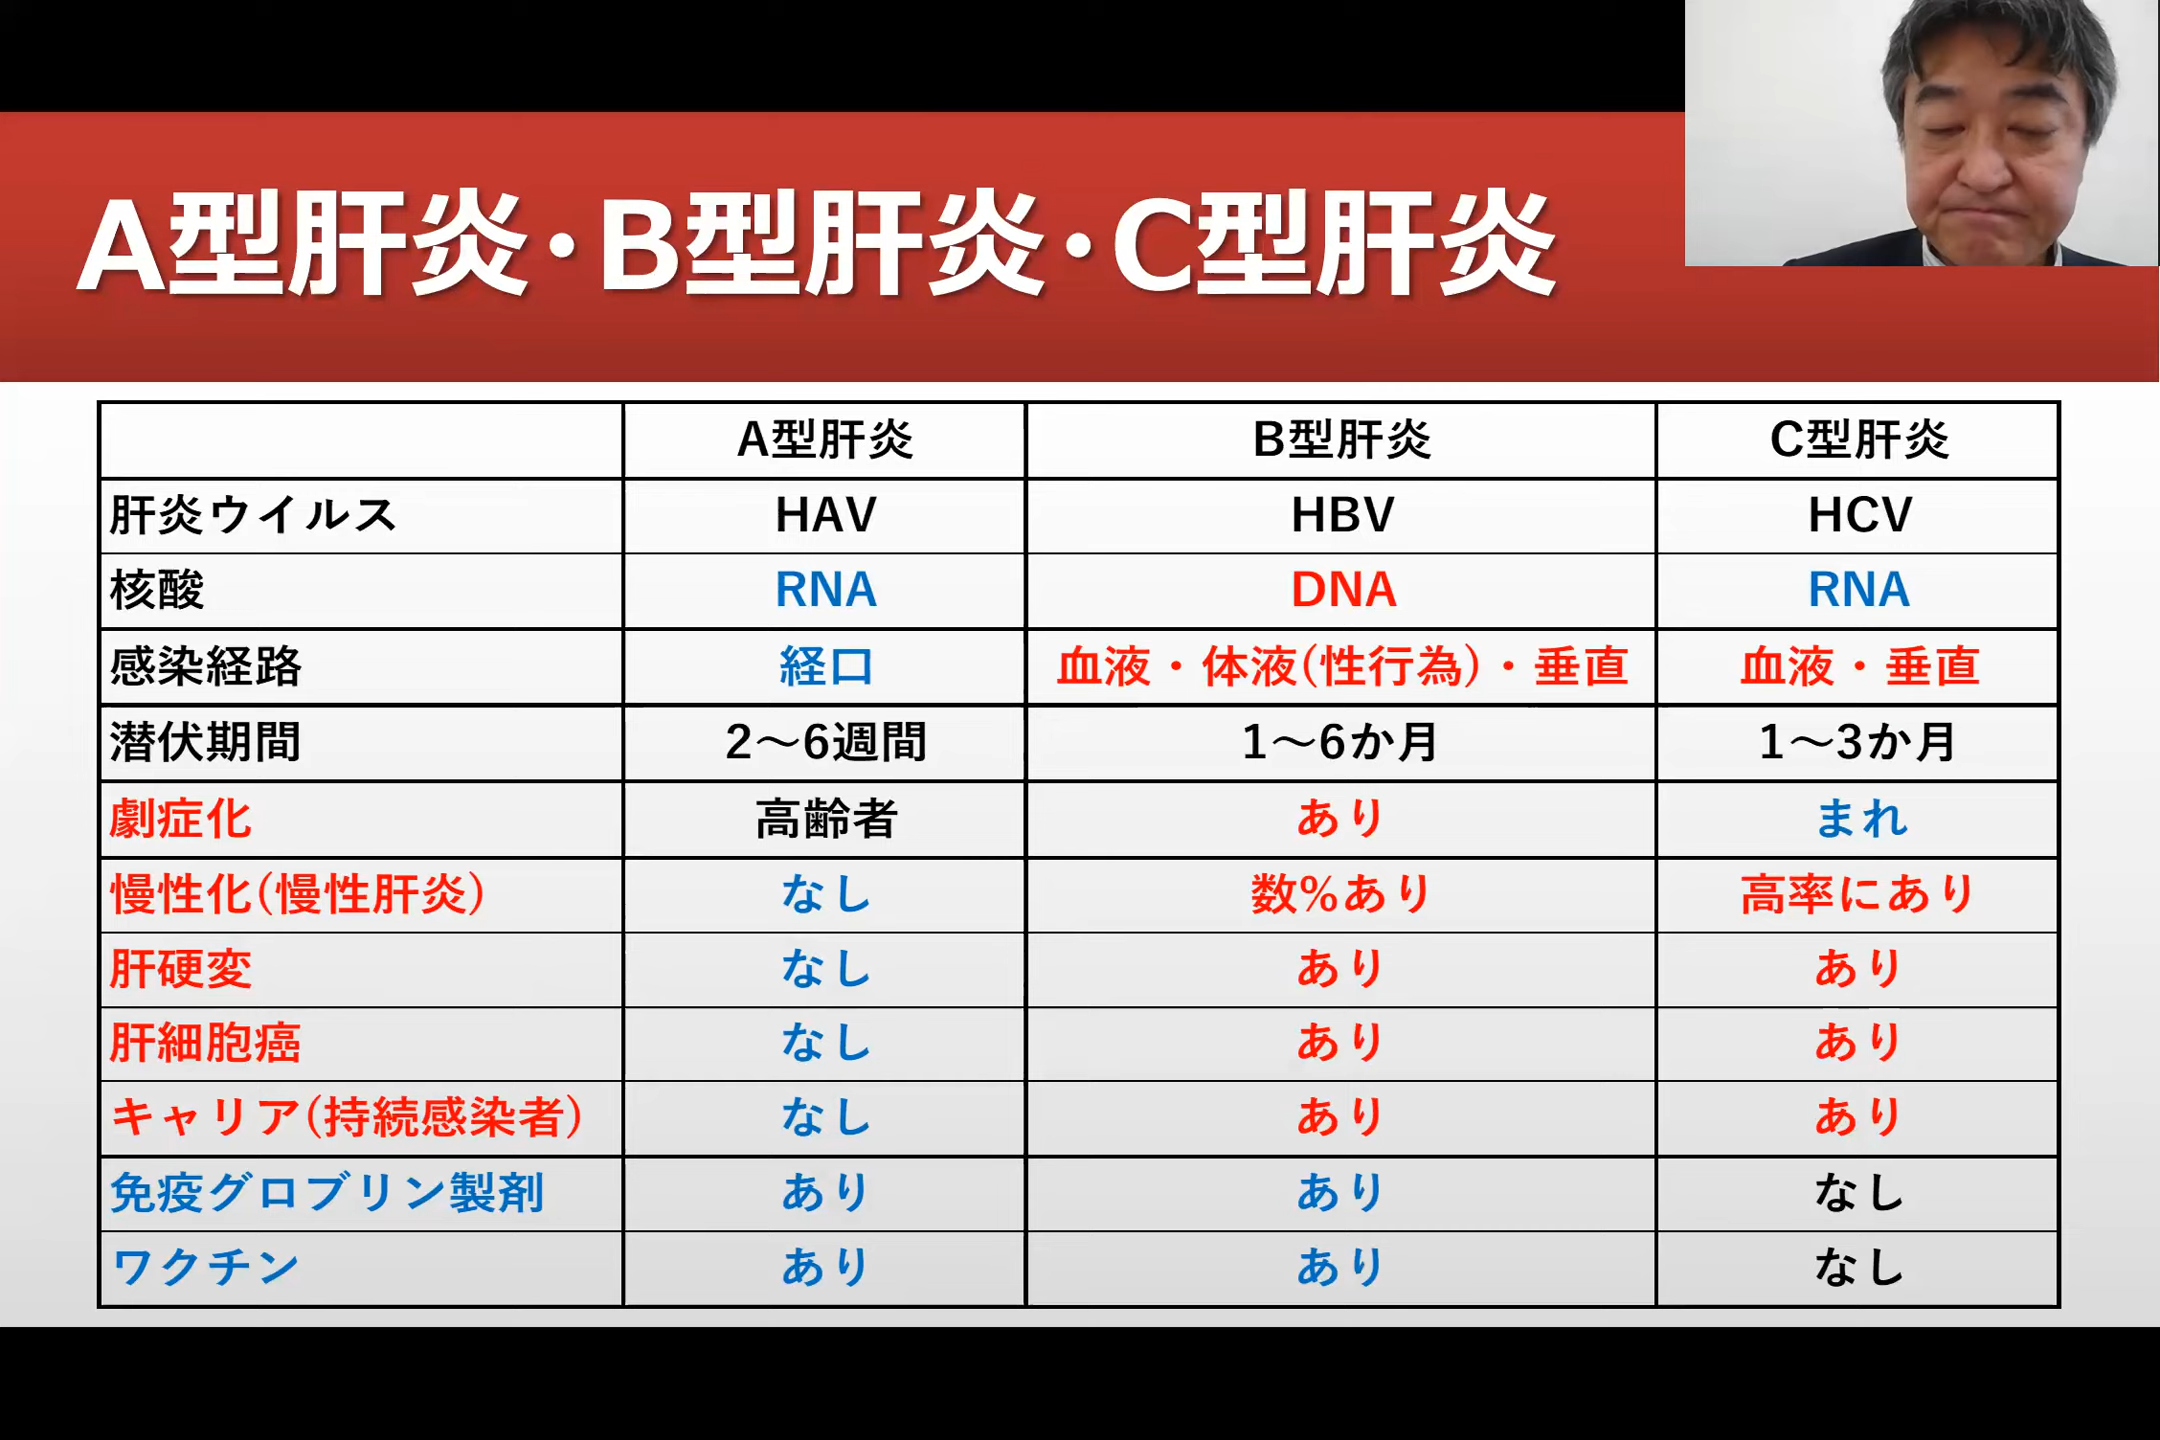 A型肝炎・B型肝炎・C型肝炎
A型肝炎 B型肝炎 C型肝炎
肝炎ウイルス HAV HBV HCV
核酸 RNA DNA RNA
感染経路 経口 血液・体液(性行為)・垂直 血液・垂直
潜伏期間 2～6週間 1～6か月 1～3か月
劇症化 高齢者 あり まれ
慢性化(慢性肝炎) なし 数%あり 高率にあり
肝硬変 なし あり あり
肝細胞癌 なし あり あり
キャリア(持続感染者) なし あり あり
免疫グロブリン製剤 あり あり なし
ワクチン あり あり なし